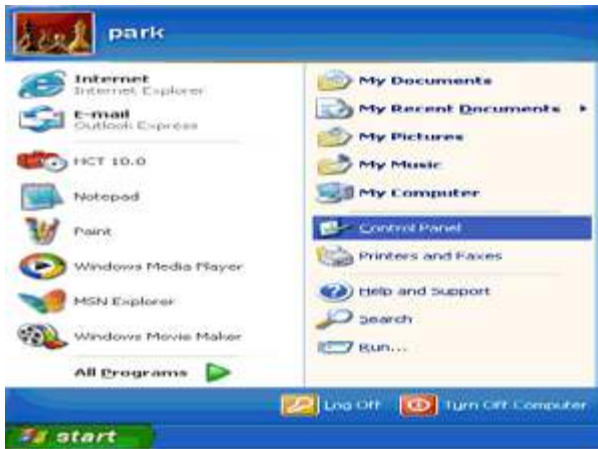 park
Internet
Internet Explorer
E-mail
Outlook Express
HCT 10.0
Notepad
Paint
Windows Media Player
MSN Explorer
Windows Movie Maker
All Programs
My Documents
My Recent Documents
My Pictures
My Music
My Computer
Control Panel
Printers and Faxes
Help and Support
Search
Run...
Log Off
Turn Off Computer
start